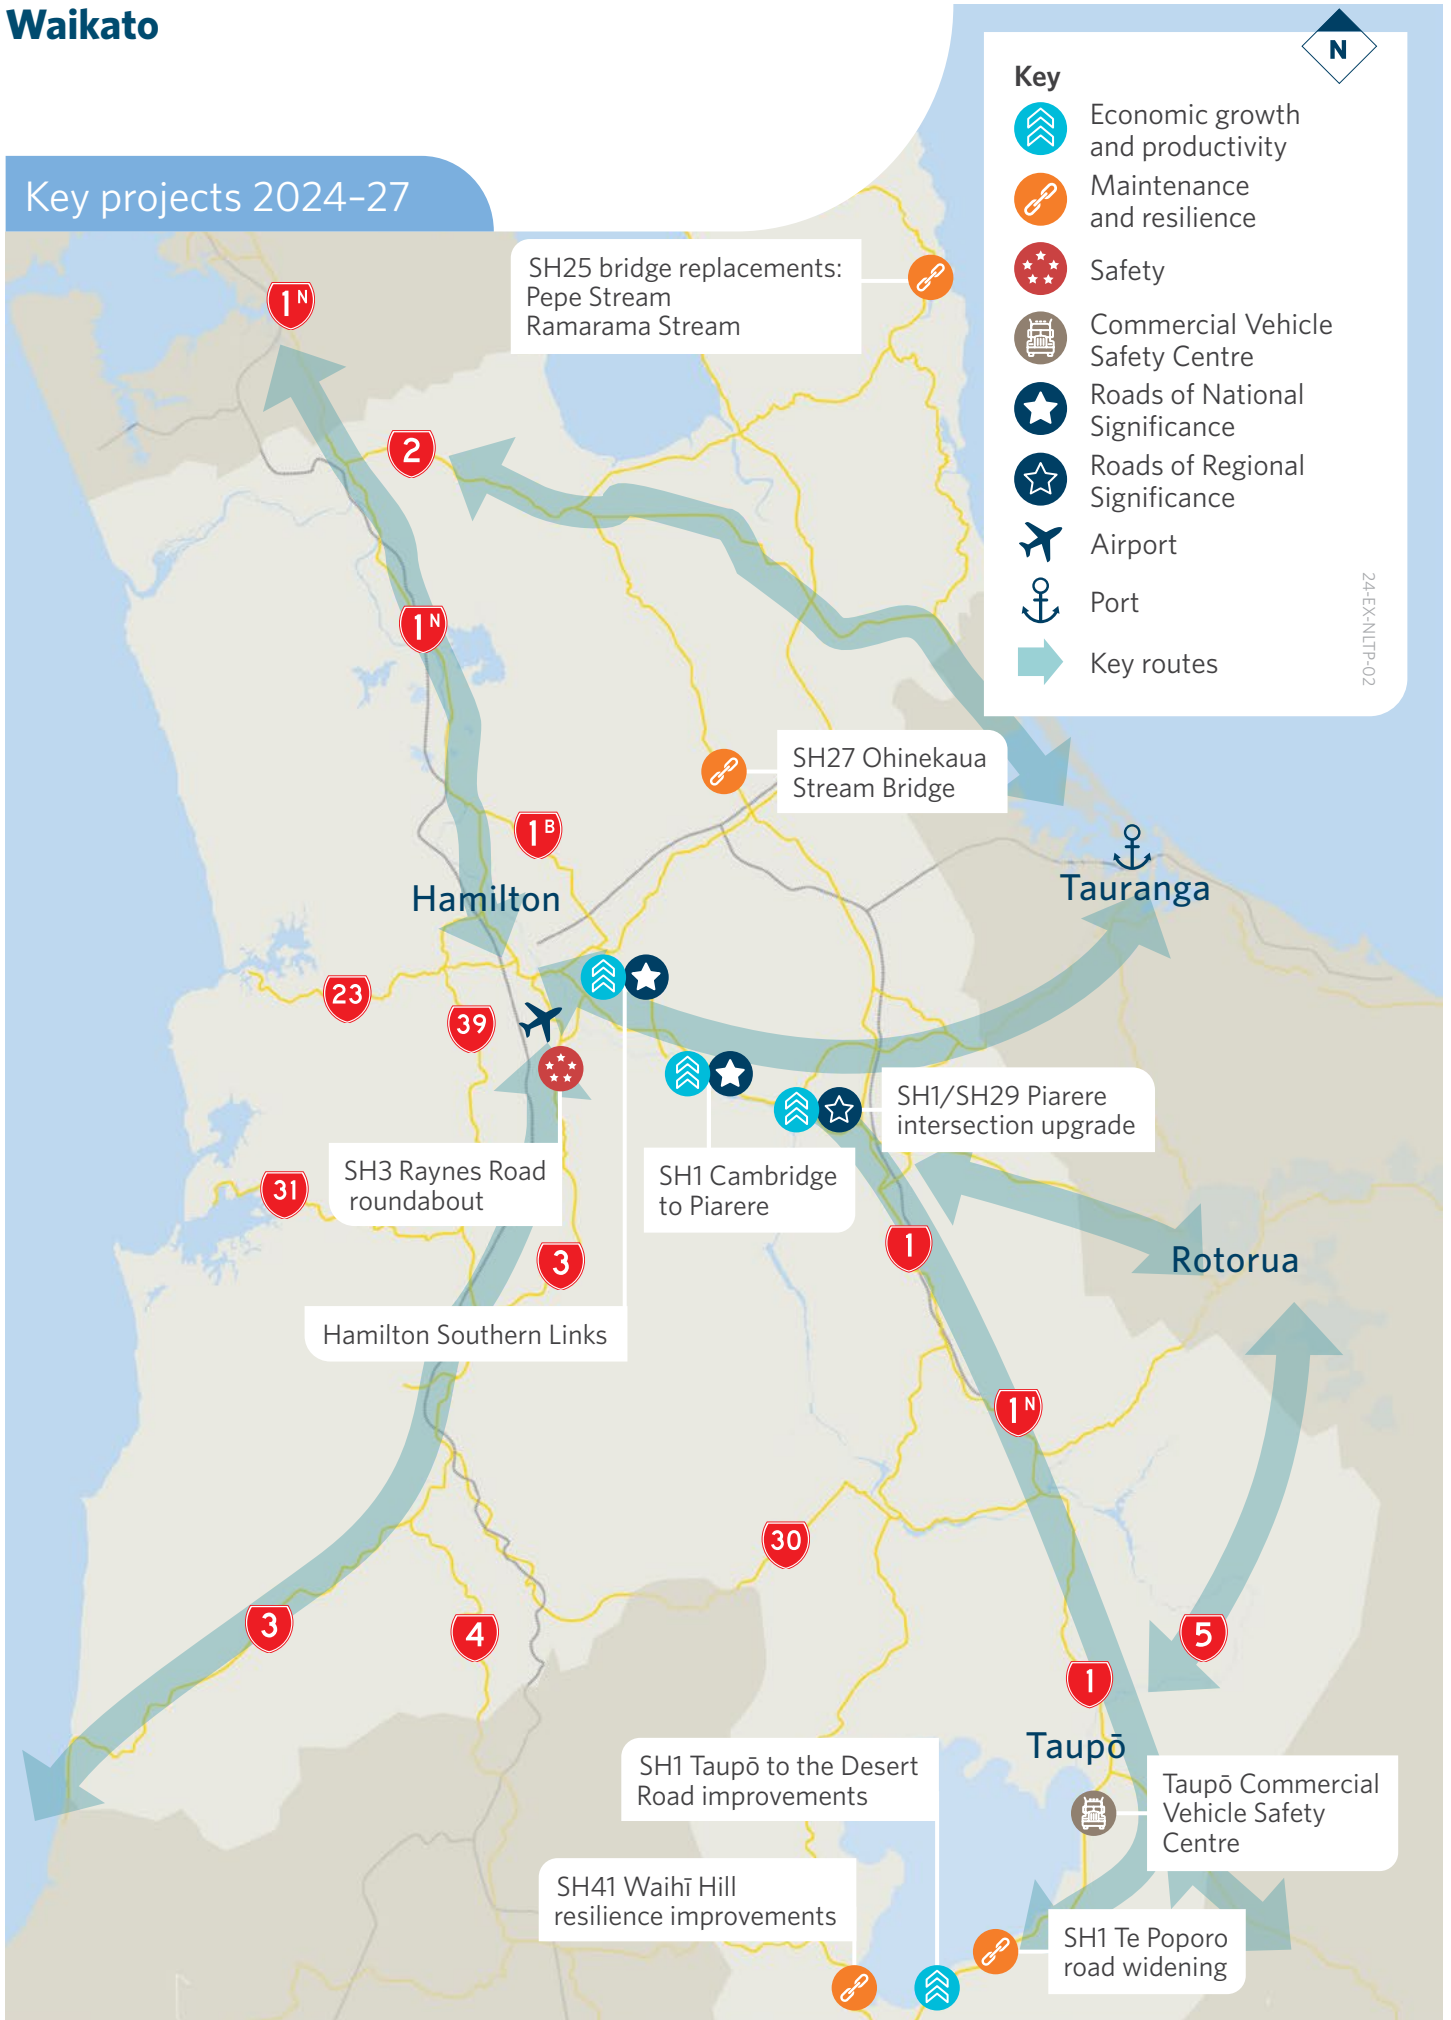 Waikato
Key projects 2024–27
N
Key
Economic growth
and productivity
Maintenance
and resilience
Safety
Commercial Vehicle
Safety Centre
Roads of National
Significance
Roads of Regional
Significance
Airport
Port
Key routes
24-EX-NLTP-02
SH25 bridge replacements:
Pepe Stream
Ramarama Stream
1N
2
1N
SH27 Ohinekaua
Stream Bridge
1B
Hamilton
Tauranga
23
39
SH1/SH29 Piarere
intersection upgrade
SH3 Raynes Road
roundabout
SH1 Cambridge
to Piarere
31
3
1
Rotorua
Hamilton Southern Links
1N
30
3
4
5
1
Taupō
SH1 Taupō to the Desert
Road improvements
Taupō Commercial
Vehicle Safety
Centre
SH41 Waihī Hill
resilience improvements
SH1 Te Poporo
road widening